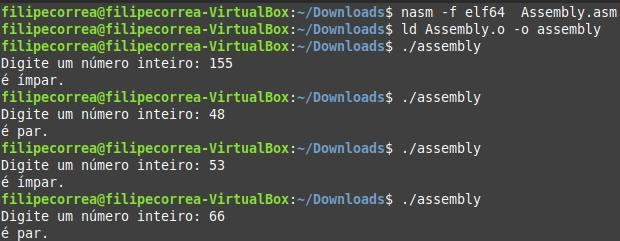 filipecorrea@filipecorrea-VirtualBox:~/Downloads$ nasm -f elf64  Assembly.asm
filipecorrea@filipecorrea-VirtualBox:~/Downloads$ ld Assembly.o -o assembly
filipecorrea@filipecorrea-VirtualBox:~/Downloads$ ./assembly
Digite um número inteiro: 155
é ímpar.
filipecorrea@filipecorrea-VirtualBox:~/Downloads$ ./assembly
Digite um número inteiro: 48
é par.
filipecorrea@filipecorrea-VirtualBox:~/Downloads$ ./assembly
Digite um número inteiro: 53
é ímpar.
filipecorrea@filipecorrea-VirtualBox:~/Downloads$ ./assembly
Digite um número inteiro: 66
é par.